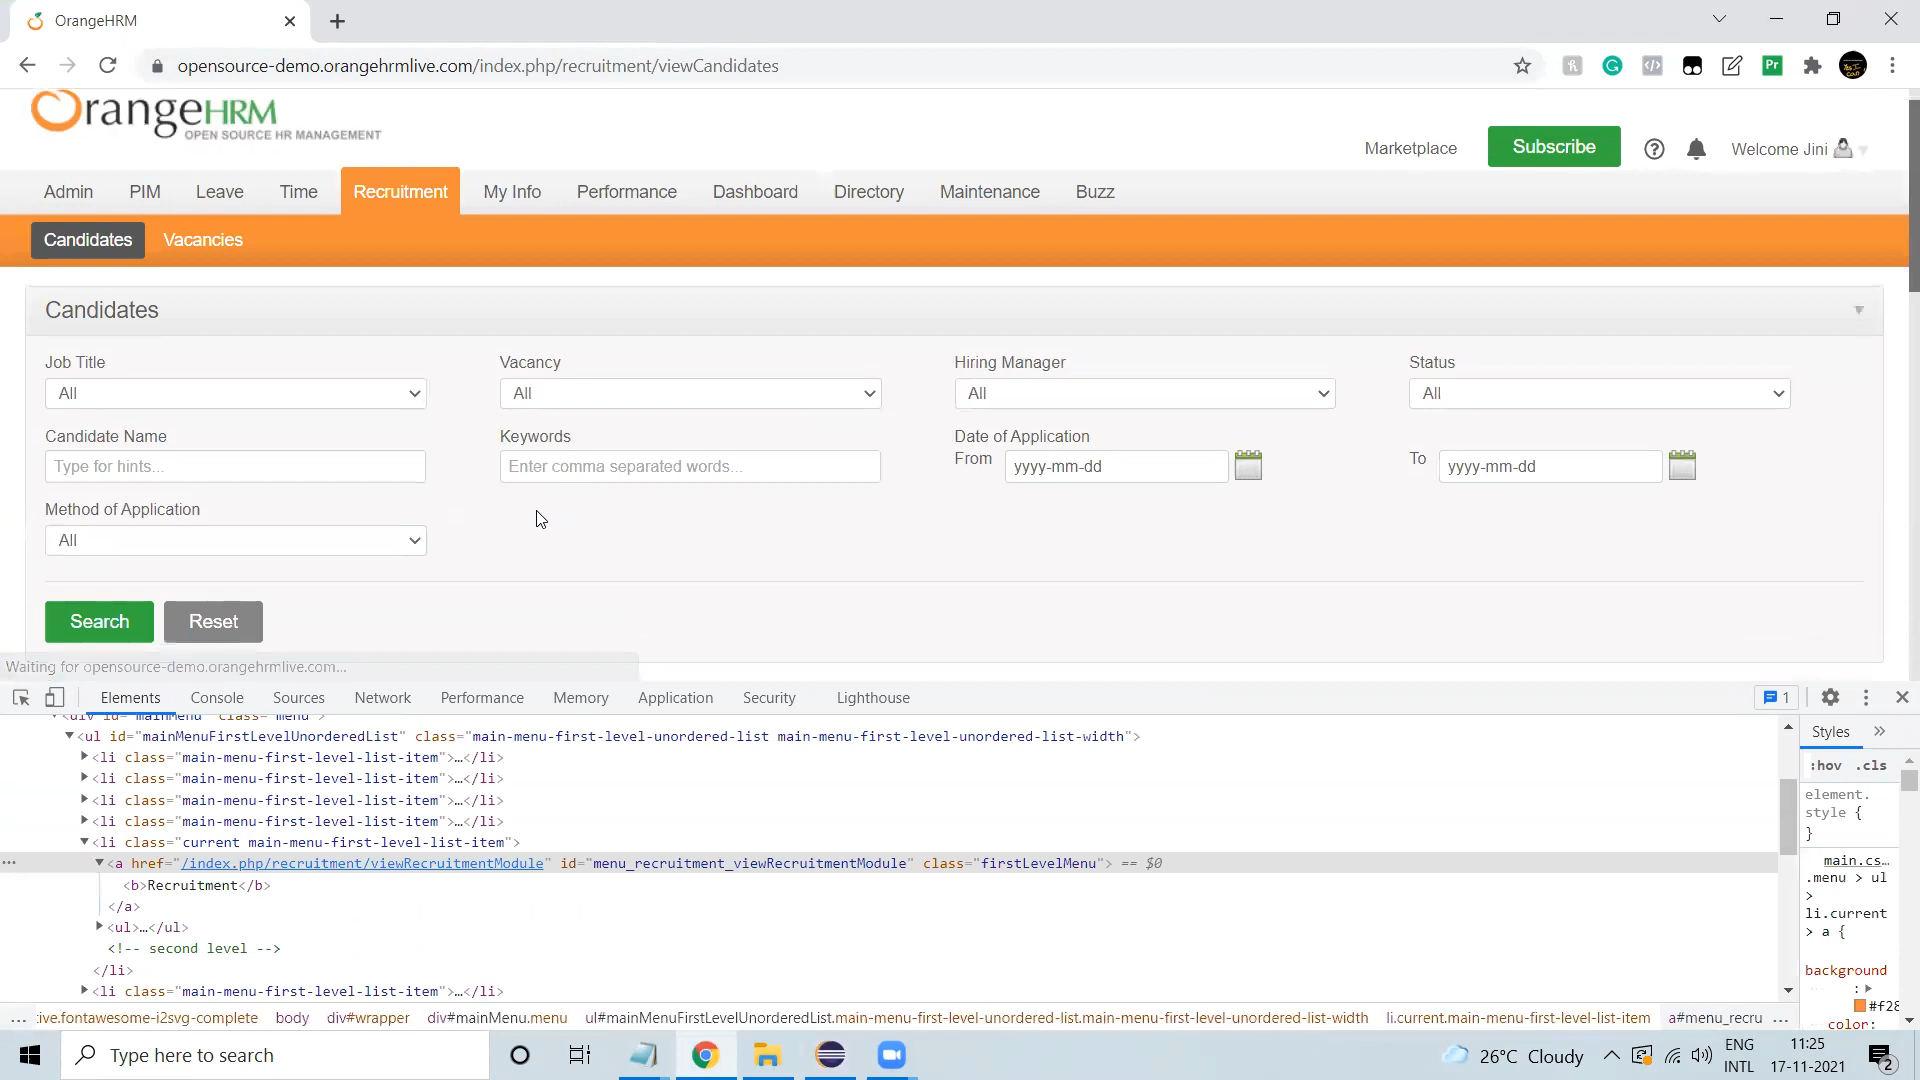 OrangeHRM
opensource-demo.orangehrmlive.com/index.php/recruitment/viewCandidates
OrangeHRM
OPEN SOURCE HR MANAGEMENT
Marketplace Subscribe Welcome Jini
Admin PIM Leave Time Recruitment My Info Performance Dashboard Directory Maintenance Buzz
Candidates Vacancies
Candidates
Job Title Vacancy Hiring Manager Status
All All All All
Candidate Name Keywords Date of Application
Type for hints... Enter comma separated words... From yyyy-mm-dd To yyyy-mm-dd
Method of Application
All
Search Reset
Waiting for opensource-demo.orangehrmlive.com...
Elements Console Sources Network Performance Memory Application Security Lighthouse 1
<div id="mainMenu" class="menu">
<ul id="mainMenuFirstLevelUnorderedList" class="main-menu-first-level-unordered-list main-menu-first-level-unordered-list-width">
<li class="main-menu-first-level-list-item">…</li>
<li class="main-menu-first-level-list-item">…</li>
<li class="main-menu-first-level-list-item">…</li>
<li class="main-menu-first-level-list-item">…</li>
<li class="current main-menu-first-level-list-item">
<a href="/index.php/recruitment/viewRecruitmentModule" id="menu_recruitment_viewRecruitmentModule" class="firstLevelMenu"> == $0
<b>Recruitment</b>
</a>
<ul>…</ul>
<!-- second level -->
</li>
<li class="main-menu-first-level-list-item">…</li>
Styles »
:hov .cls
element.
style {
}
main.cs…
.menu > ul
>
li.current
> a {
background
:
#f28
color:
... ive.fontawesome-i2svg-complete body div#wrapper div#mainMenu.menu ul#mainMenuFirstLevelUnorderedList.main-menu-first-level-unordered-list.main-menu-first-level-unordered-list-width li.current.main-menu-first-level-list-item a#menu_recru ...
Type here to search
26°C Cloudy
ENG
INTL
11:25
17-11-2021
2